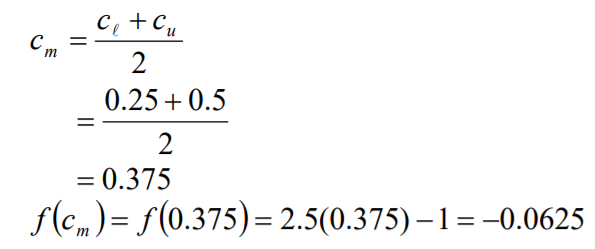 c_m = (c_ℓ + c_u) / 2
= (0.25 + 0.5) / 2
= 0.375
f(c_m) = f(0.375) = 2.5(0.375) − 1 = −0.0625